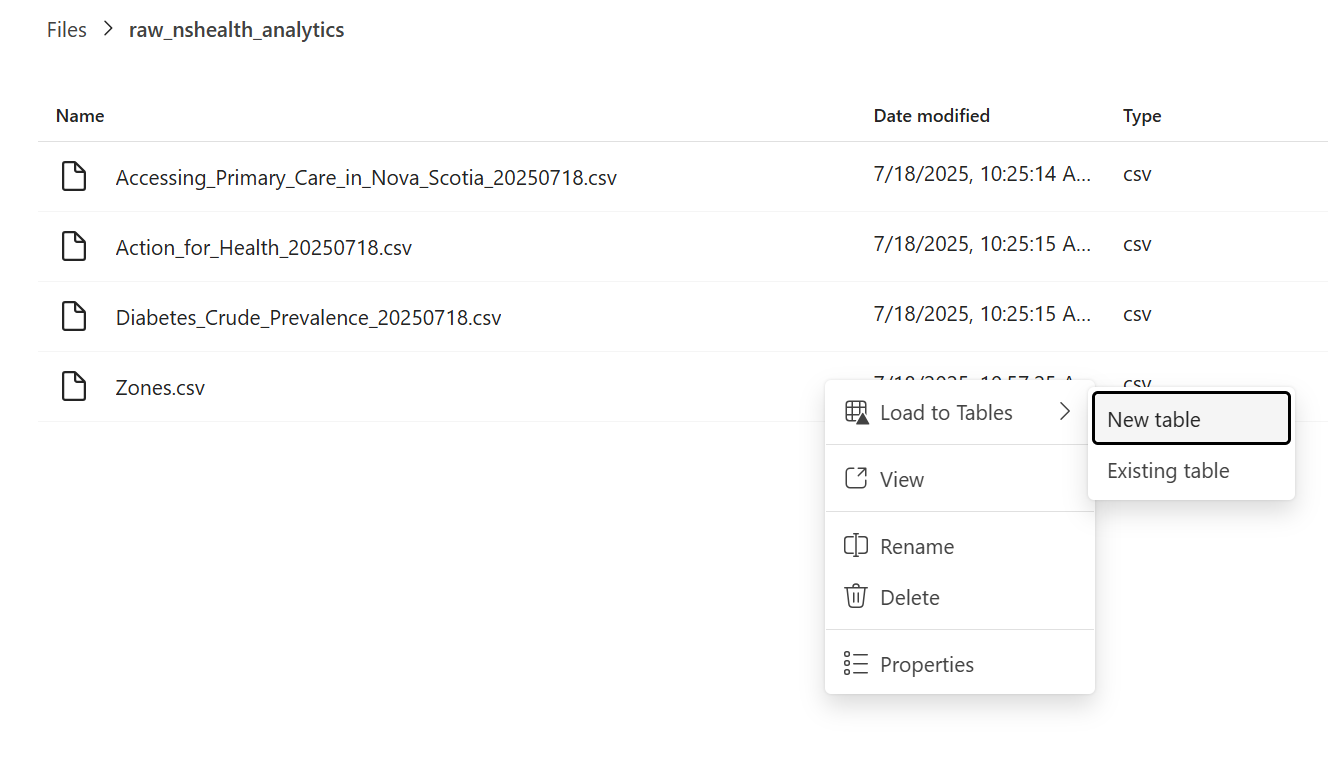 Files > raw_nshealth_analytics
Name Date modified Type
Accessing_Primary_Care_in_Nova_Scotia_20250718.csv 7/18/2025, 10:25:14 A... csv
Action_for_Health_20250718.csv 7/18/2025, 10:25:15 A... csv
Diabetes_Crude_Prevalence_20250718.csv 7/18/2025, 10:25:15 A... csv
Zones.csv csv
Load to Tables
New table
Existing table
View
Rename
Delete
Properties